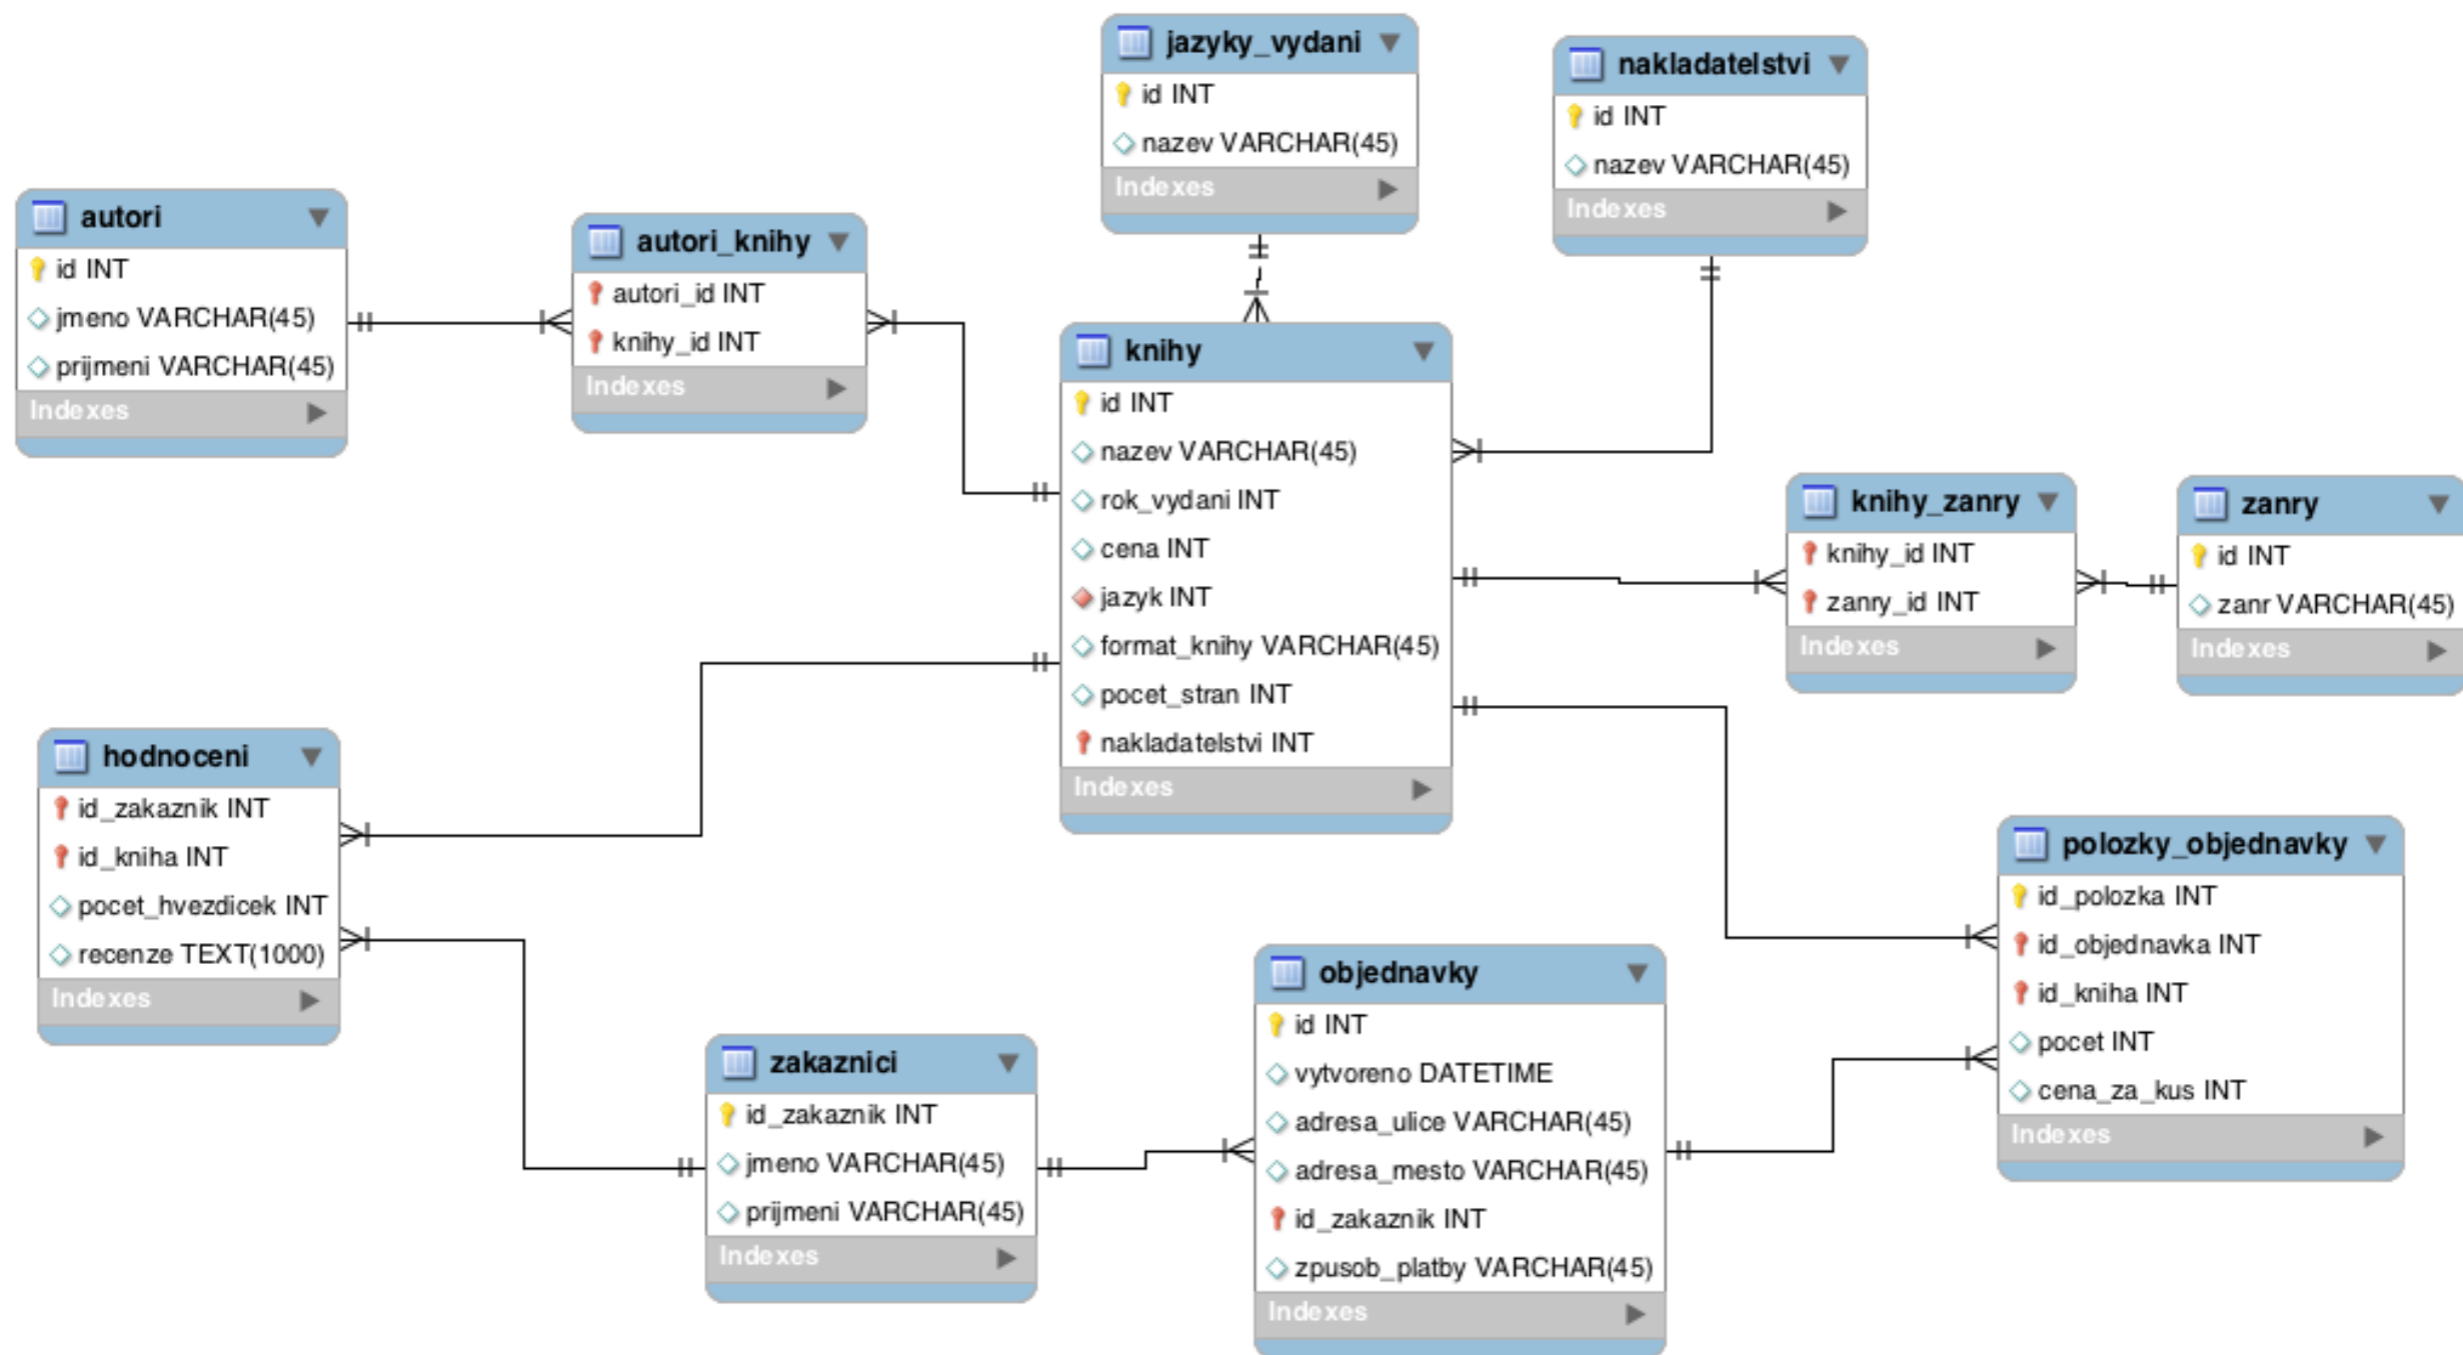 jazyky_vydani
id INT
nazev VARCHAR(45)
Indexes
nakladatelstvi
id INT
nazev VARCHAR(45)
Indexes
autori
id INT
jmeno VARCHAR(45)
prijmeni VARCHAR(45)
Indexes
autori_knihy
autori_id INT
knihy_id INT
Indexes
knihy
id INT
nazev VARCHAR(45)
rok_vydani INT
cena INT
jazyk INT
format_knihy VARCHAR(45)
pocet_stran INT
nakladatelstvi INT
Indexes
knihy_zanry
knihy_id INT
zanry_id INT
Indexes
zanry
id INT
zanr VARCHAR(45)
Indexes
hodnoceni
id_zakaznik INT
id_kniha INT
pocet_hvezdicek INT
recenze TEXT(1000)
Indexes
zakaznici
id_zakaznik INT
jmeno VARCHAR(45)
prijmeni VARCHAR(45)
Indexes
objednavky
id INT
vytvoreno DATETIME
adresa_ulice VARCHAR(45)
adresa_mesto VARCHAR(45)
id_zakaznik INT
zpusob_platby VARCHAR(45)
Indexes
polozky_objednavky
id_polozka INT
id_objednavka INT
id_kniha INT
pocet INT
cena_za_kus INT
Indexes